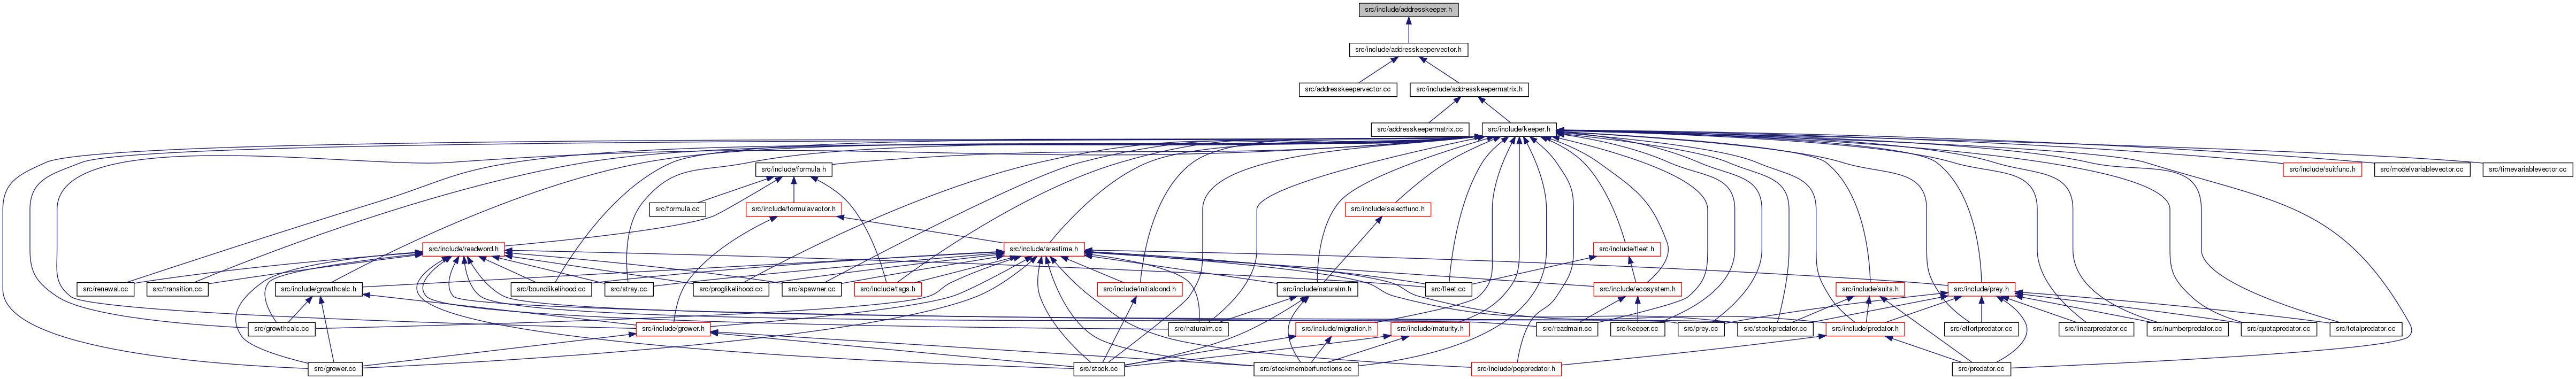 src/include/addresskeeper.h
src/include/addresskeepervector.h
src/addresskeepervector.cc
src/include/addresskeepermatrix.h
src/addresskeepermatrix.cc
src/include/keeper.h
src/include/formula.h
src/include/suitfunc.h
src/modelvariablevector.cc
src/timevariablevector.cc
src/formula.cc
src/include/formulavector.h
src/include/selectfunc.h
src/include/readword.h
src/include/areatime.h
src/include/fleet.h
src/renewal.cc
src/transition.cc
src/include/growthcalc.h
src/boundlikelihood.cc
src/stray.cc
src/proglikelihood.cc
src/spawner.cc
src/include/tags.h
src/include/initialcond.h
src/include/naturalm.h
src/fleet.cc
src/include/ecosystem.h
src/include/suits.h
src/include/prey.h
src/growthcalc.cc
src/include/grower.h
src/naturalm.cc
src/include/migration.h
src/include/maturity.h
src/readmain.cc
src/keeper.cc
src/prey.cc
src/stockpredator.cc
src/include/predator.h
src/effortpredator.cc
src/linearpredator.cc
src/numberpredator.cc
src/quotapredator.cc
src/totalpredator.cc
src/grower.cc
src/stock.cc
src/stockmemberfunctions.cc
src/include/poppredator.h
src/predator.cc